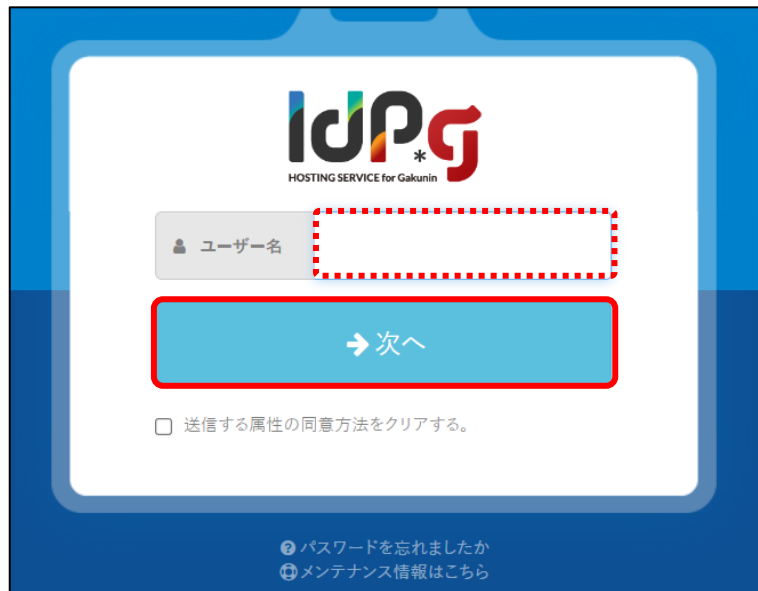 IdP*g
HOSTING SERVICE for Gakunin
ユーザー名
次へ
送信する属性の同意方法をクリアする。
パスワードを忘れましたか
メンテナンス情報はこちら